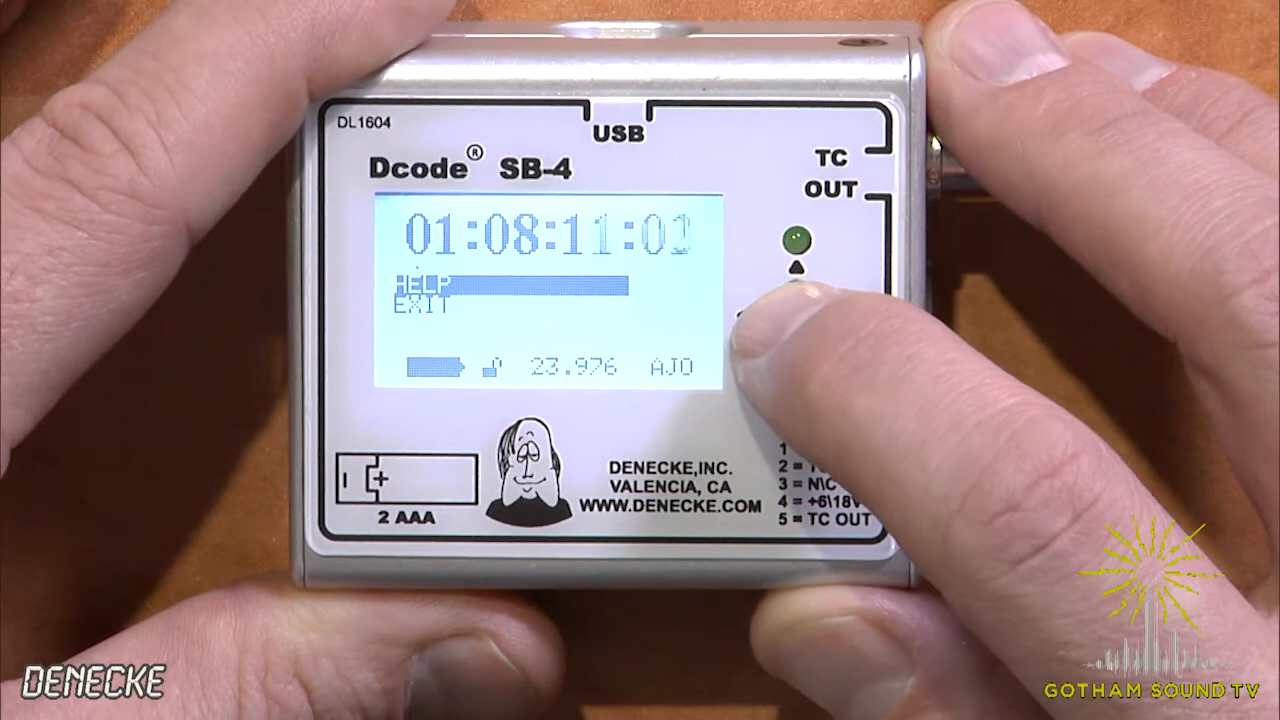 DL1604
USB
Dcode® SB-4
TC
OUT
HELP
EXIT
23.976 AJO
DENECKE,INC.
VALENCIA, CA
WWW.DENECKE.COM
2 AAA
1
2 =
3 = N\C
4 = +6\18V
5 = TC OUT
DENECKE
GOTHAM SOUND TV